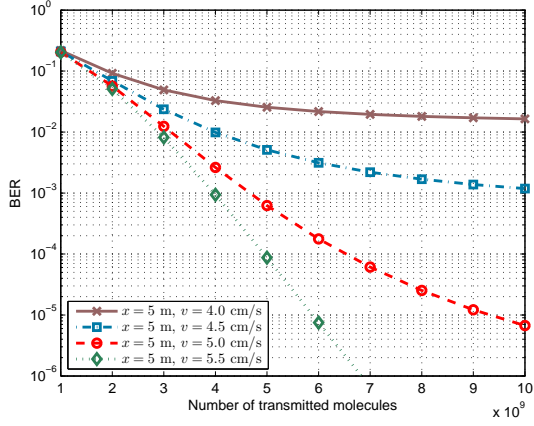 10^0
10^-1
10^-2
10^-3
10^-4
10^-5
10^-6
BER
x = 5 m, v = 4.0 cm/s
x = 5 m, v = 4.5 cm/s
x = 5 m, v = 5.0 cm/s
x = 5 m, v = 5.5 cm/s
1 2 3 4 5 6 7 8 9 10
Number of transmitted molecules
x 10^9